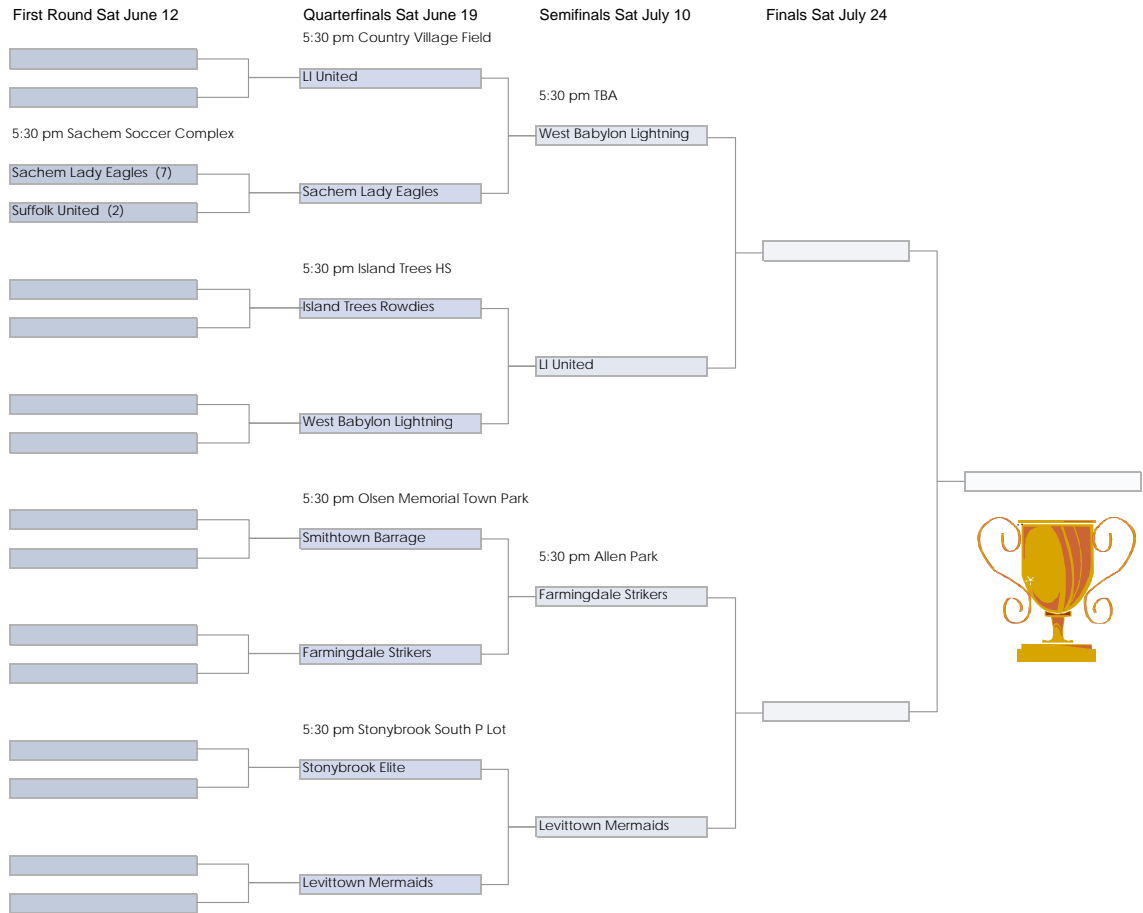 First Round Sat June 12
Quarterfinals Sat June 19
Semifinals Sat July 10
Finals Sat July 24
5:30 pm Country Village Field
LI United
5:30 pm TBA
West Babylon Lightning
5:30 pm Sachem Soccer Complex
Sachem Lady Eagles (7)
Sachem Lady Eagles
Suffolk United (2)
5:30 pm Island Trees HS
Island Trees Rowdies
LI United
West Babylon Lightning
5:30 pm Olsen Memorial Town Park
Smithtown Barrage
5:30 pm Allen Park
Farmingdale Strikers
Farmingdale Strikers
5:30 pm Stonybrook South P Lot
Stonybrook Elite
Levittown Mermaids
Levittown Mermaids